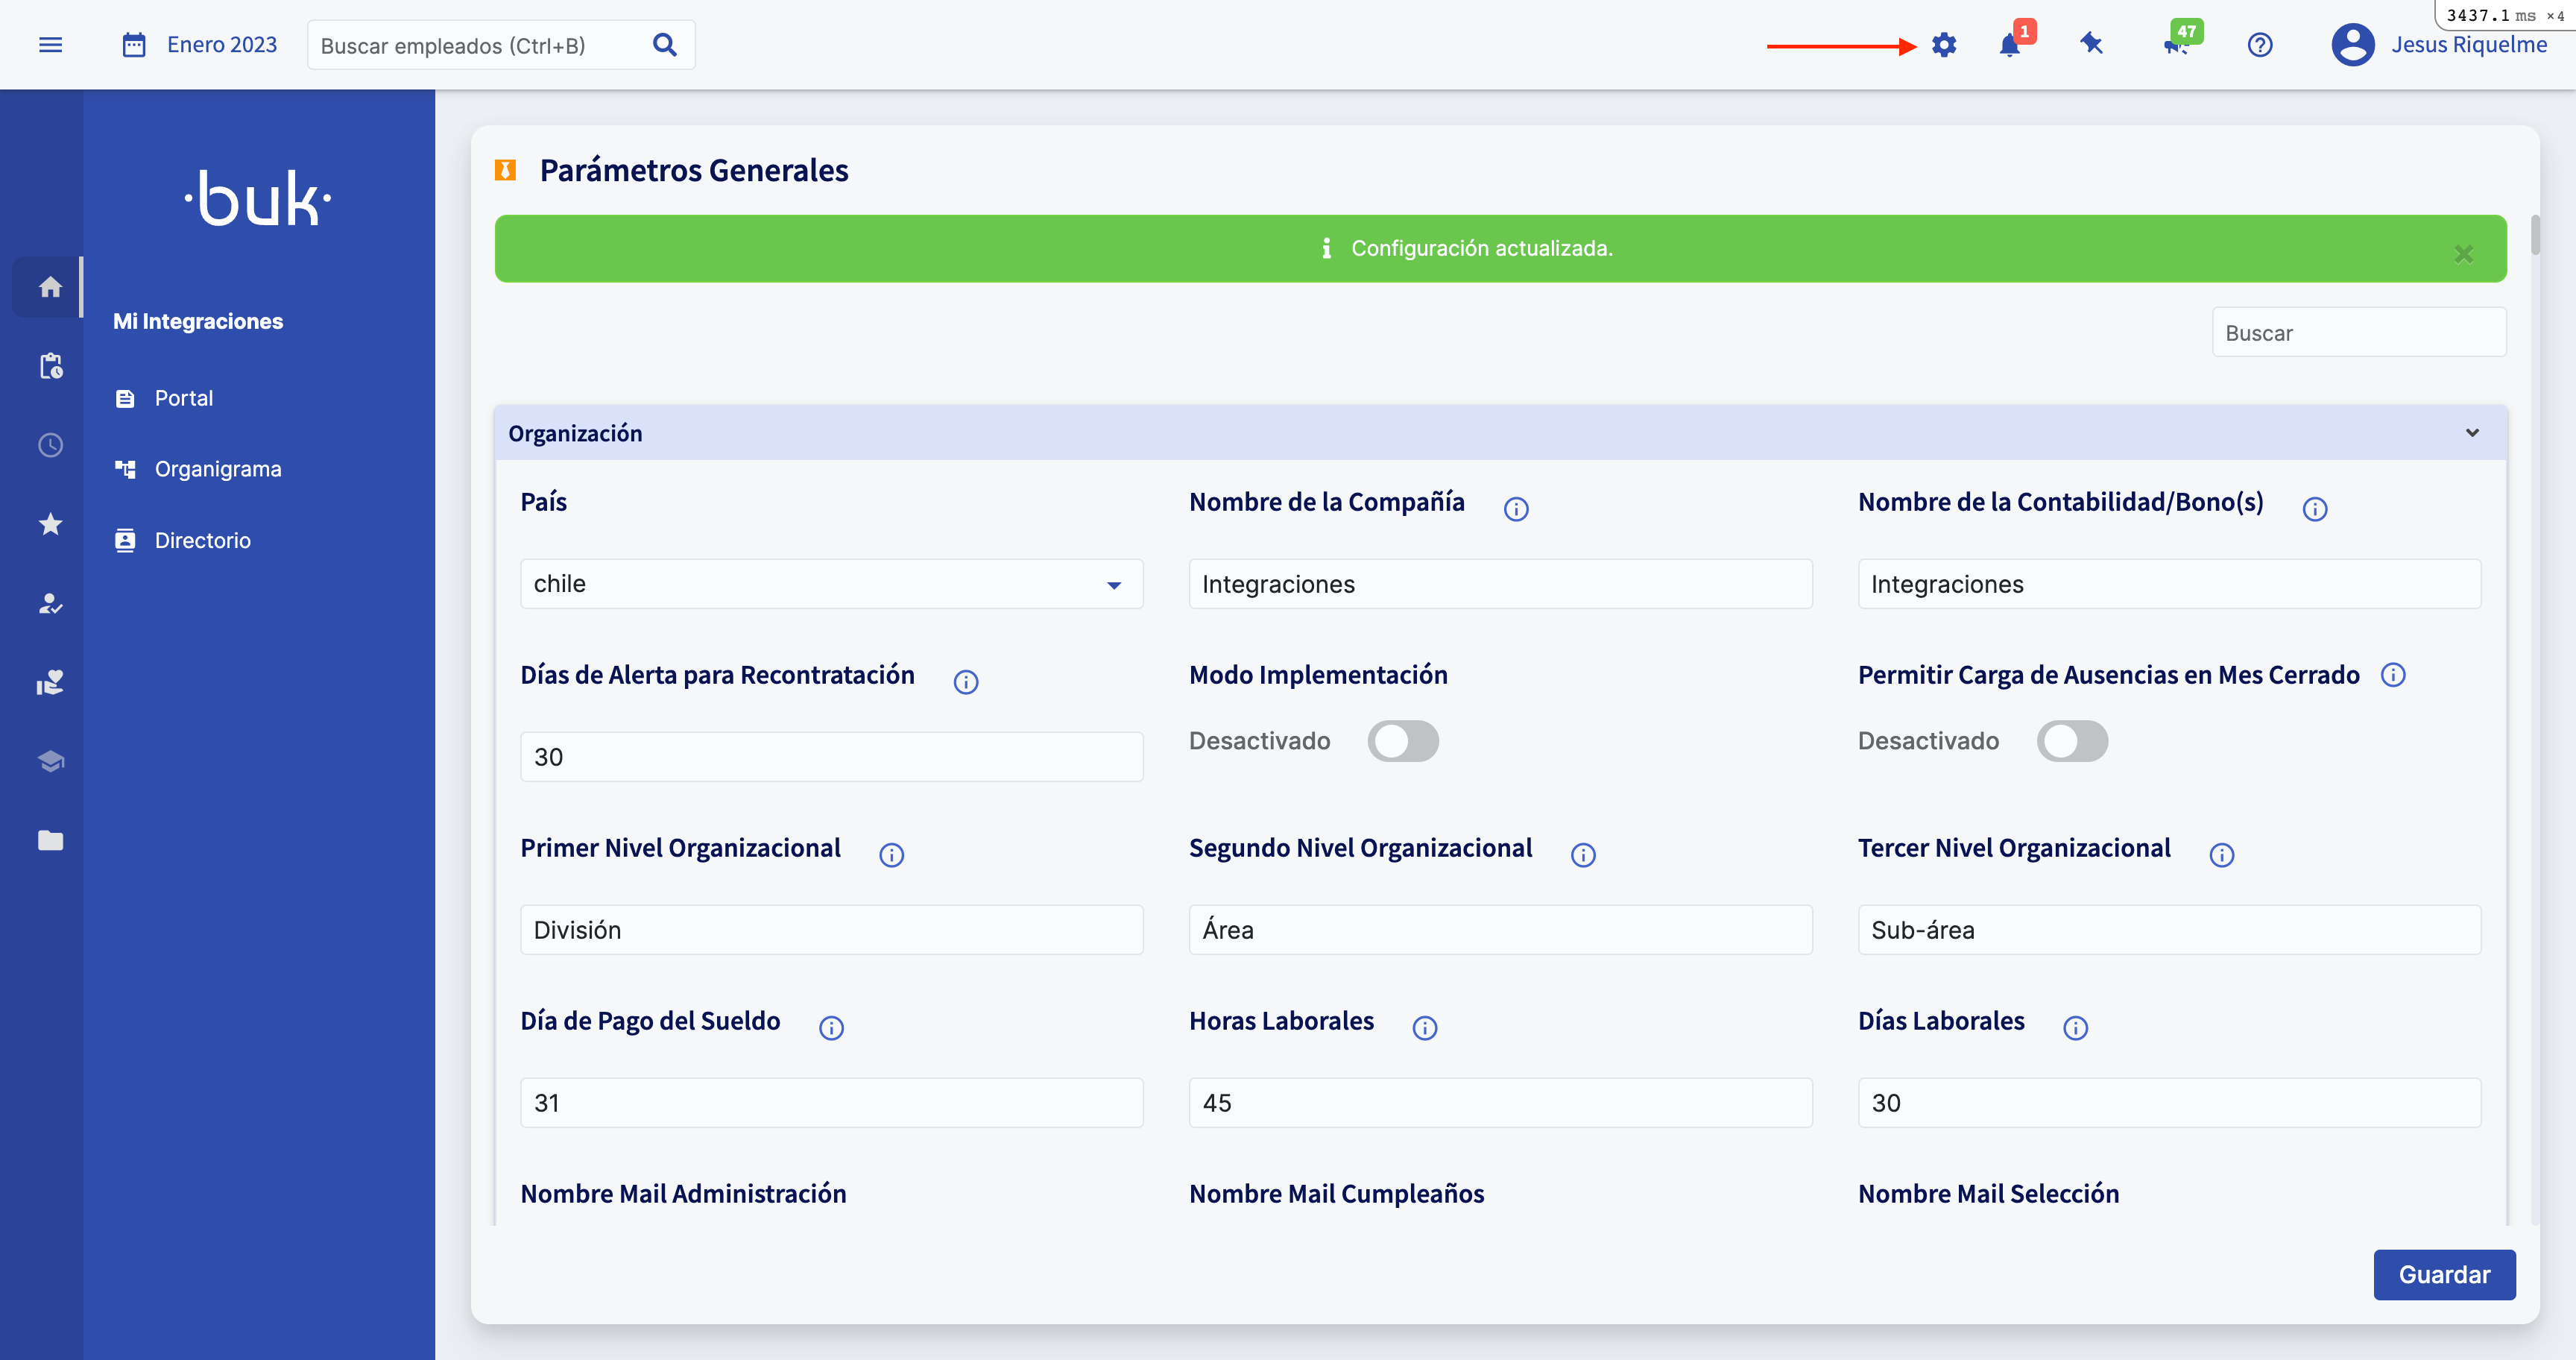 3437.1 ms ×4
Enero 2023
Buscar empleados (Ctrl+B)
1
47
Jesus Riquelme
·buk·
Mi Integraciones
Portal
Organigrama
Directorio
Parámetros Generales
Configuración actualizada.
Buscar
Organización
País
Nombre de la Compañía
Nombre de la Contabilidad/Bono(s)
chile
Integraciones
Integraciones
Días de Alerta para Recontratación
Modo Implementación
Permitir Carga de Ausencias en Mes Cerrado
30
Desactivado
Desactivado
Primer Nivel Organizacional
Segundo Nivel Organizacional
Tercer Nivel Organizacional
División
Área
Sub-área
Día de Pago del Sueldo
Horas Laborales
Días Laborales
31
45
30
Nombre Mail Administración
Nombre Mail Cumpleaños
Nombre Mail Selección
Guardar